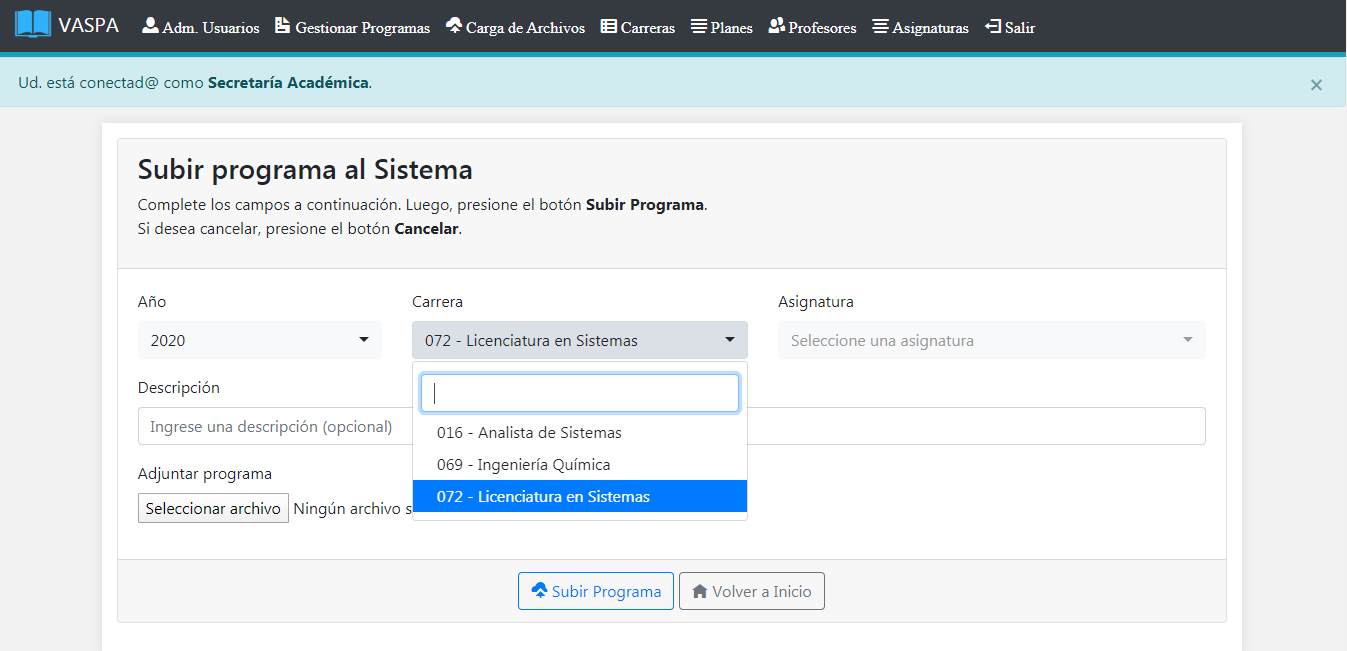 VASPA Adm. Usuarios Gestionar Programas Carga de Archivos Carreras Planes Profesores Asignaturas Salir
Ud. está conectad@ como Secretaría Académica. ×
Subir programa al Sistema
Complete los campos a continuación. Luego, presione el botón Subir Programa.
Si desea cancelar, presione el botón Cancelar.
Año Carrera Asignatura
2020 072 - Licenciatura en Sistemas Seleccione una asignatura
Descripción
Ingrese una descripción (opcional)
016 - Analista de Sistemas
069 - Ingeniería Química
072 - Licenciatura en Sistemas
Adjuntar programa
Seleccionar archivo Ningún archivo s
Subir Programa Volver a Inicio